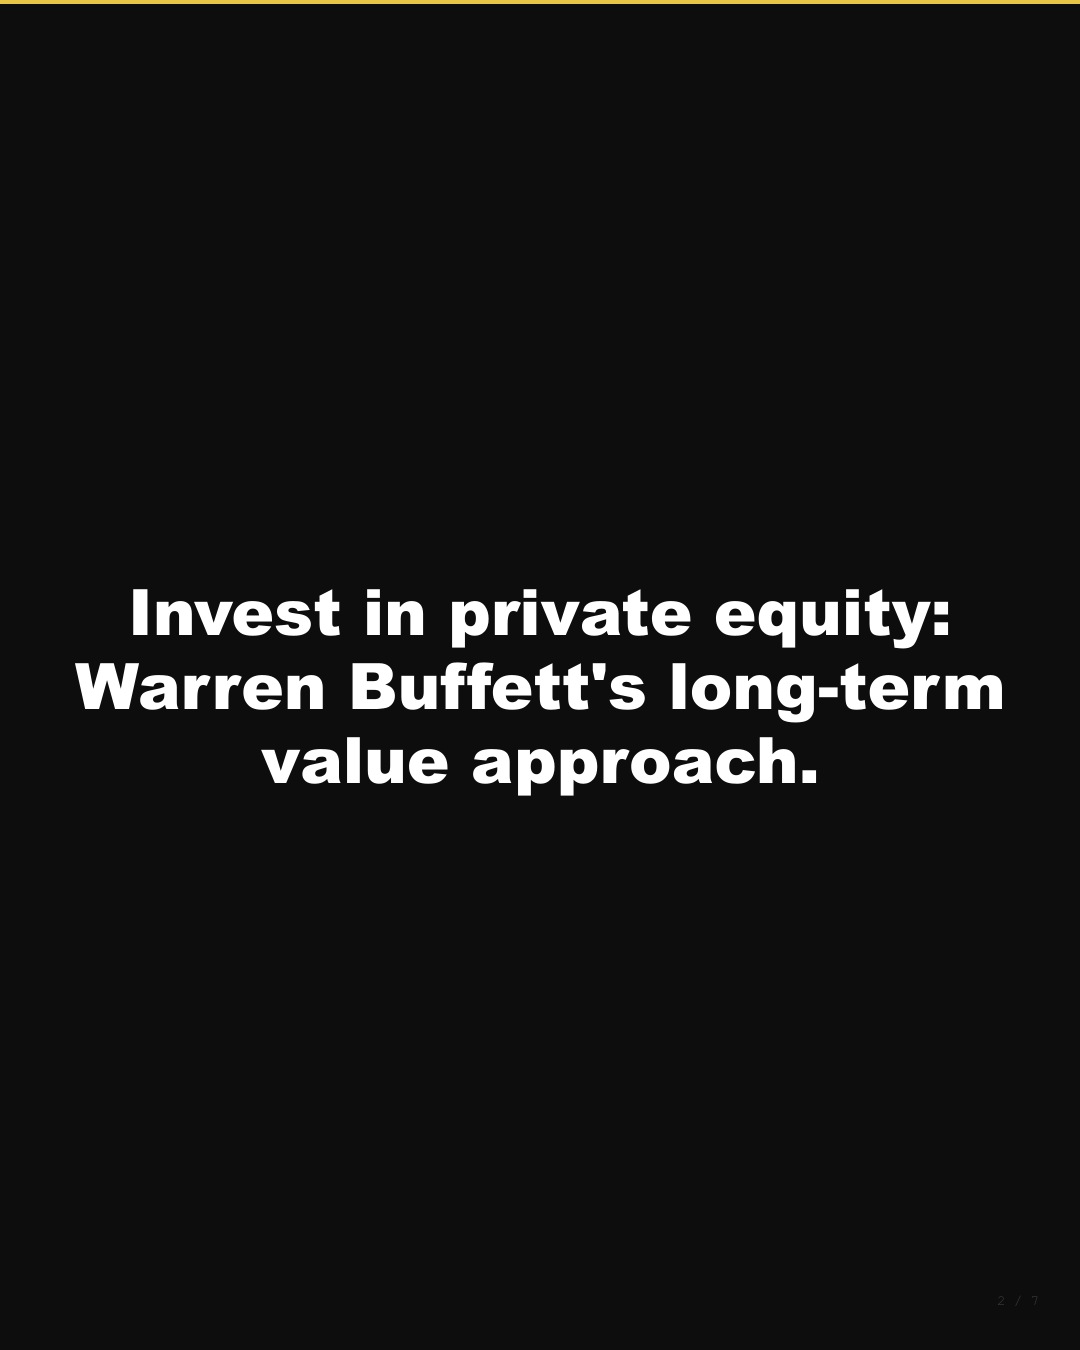 Invest in private equity:
Warren Buffett's long-term
value approach.
2 / 7